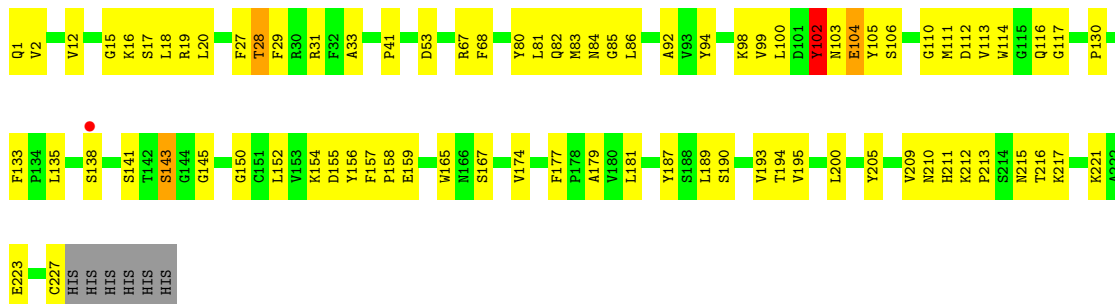 Q1 V2 V12 G15 K16 S17 L18 R19 L20 F27 T28 F29 R30 R31 F32 A33 P41 D53 R67 F68 Y80 L81 Q82 M83 N84 G85 L86 A92 V93 Y94 K98 V99 L100 D101 Y102 N103 E104 Y105 S106 G110 M111 D112 V113 W114 G115 Q116 G117 P130
F133 P134 L135 S138 S141 T142 S143 G144 G145 G150 C151 L152 V153 K154 D155 Y156 F157 P158 E159 W165 N166 S167 V174 F177 P178 A179 V180 L181 Y187 S188 L189 S190 V193 T194 V195 L200 Y205 V209 N210 H211 K212 P213 S214 N215 T216 K217 K221 A222
E223 C227 HIS HIS HIS HIS HIS HIS